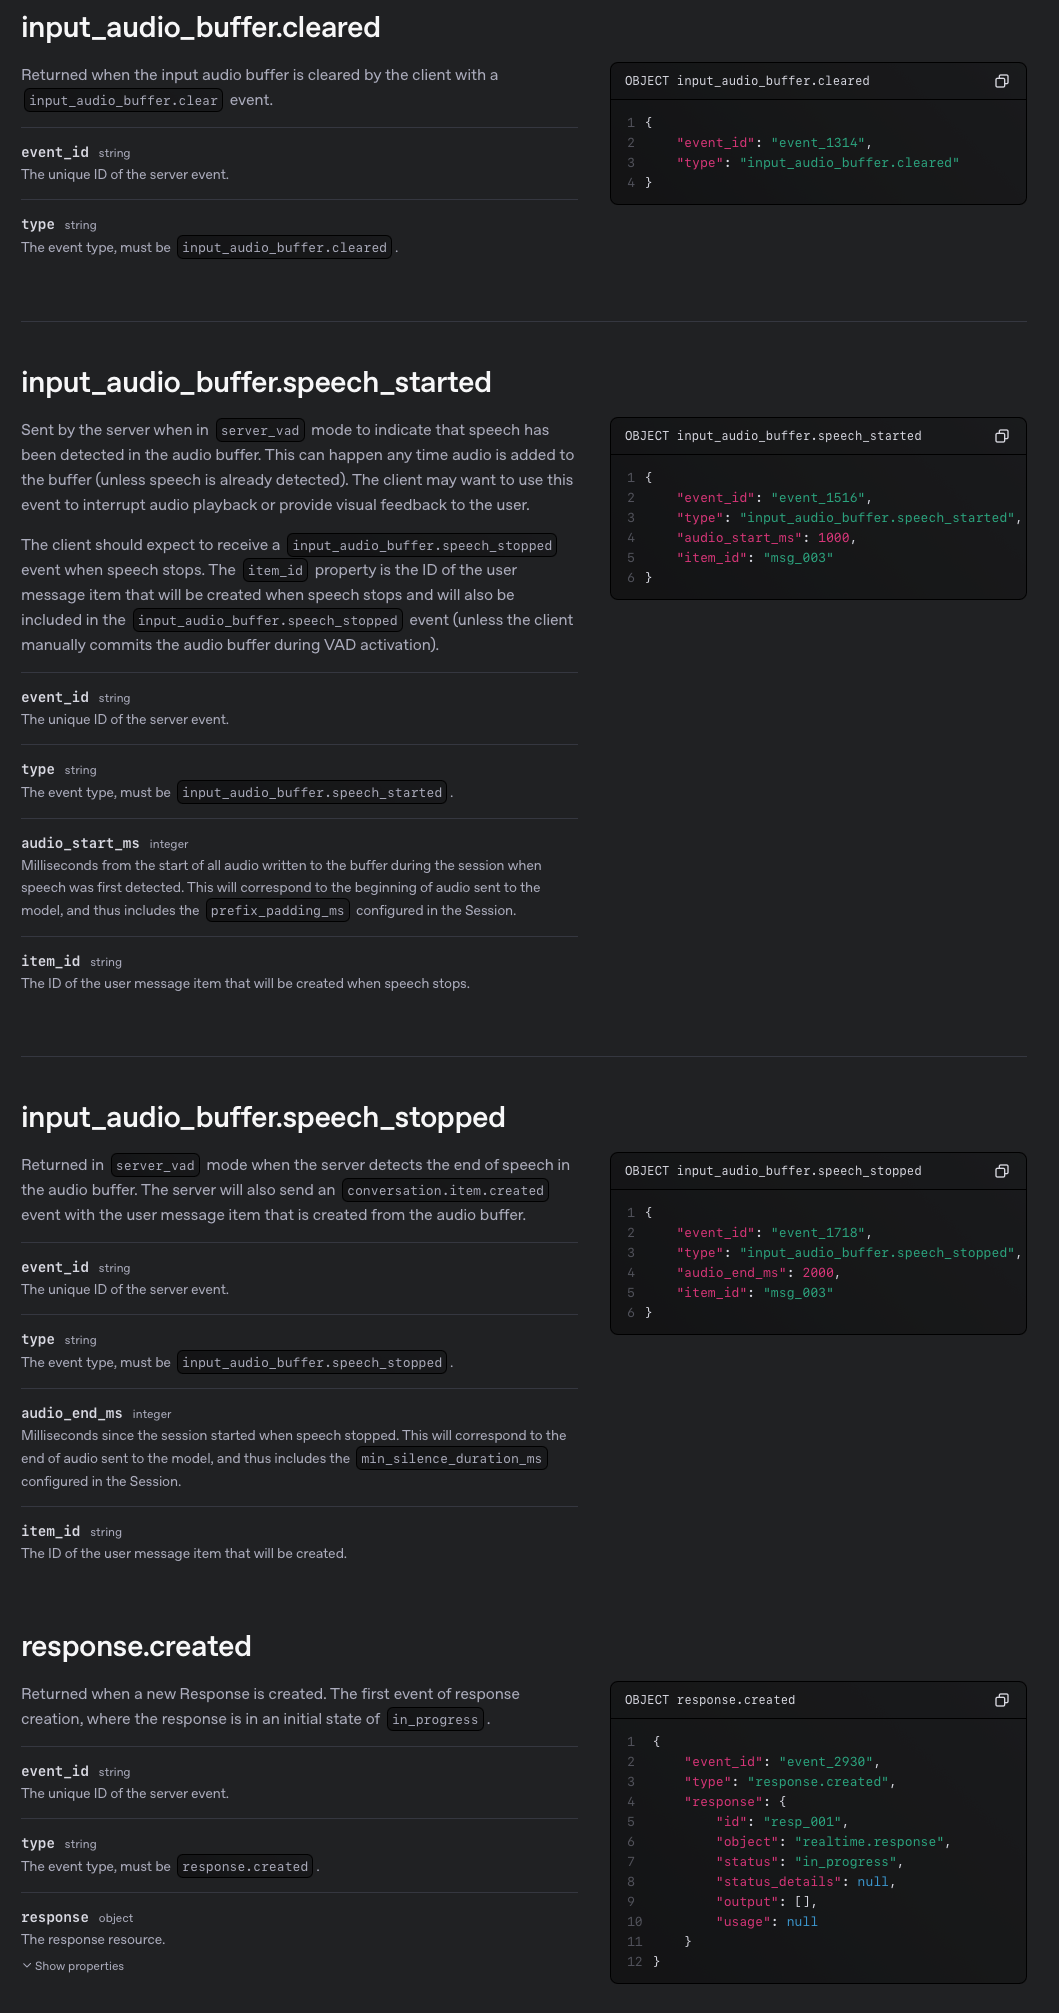 input_audio_buffer.cleared
Returned when the input audio buffer is cleared by the client with a
input_audio_buffer.clear event.
event_id string
The unique ID of the server event.
type string
The event type, must be input_audio_buffer.cleared .
OBJECT input_audio_buffer.cleared
1 {
2     "event_id": "event_1314",
3     "type": "input_audio_buffer.cleared"
4 }
input_audio_buffer.speech_started
Sent by the server when in server_vad mode to indicate that speech has
been detected in the audio buffer. This can happen any time audio is added to
the buffer (unless speech is already detected). The client may want to use this
event to interrupt audio playback or provide visual feedback to the user.
The client should expect to receive a input_audio_buffer.speech_stopped
event when speech stops. The item_id property is the ID of the user
message item that will be created when speech stops and will also be
included in the input_audio_buffer.speech_stopped event (unless the client
manually commits the audio buffer during VAD activation).
event_id string
The unique ID of the server event.
type string
The event type, must be input_audio_buffer.speech_started .
audio_start_ms integer
Milliseconds from the start of all audio written to the buffer during the session when
speech was first detected. This will correspond to the beginning of audio sent to the
model, and thus includes the prefix_padding_ms configured in the Session.
item_id string
The ID of the user message item that will be created when speech stops.
OBJECT input_audio_buffer.speech_started
1 {
2     "event_id": "event_1516",
3     "type": "input_audio_buffer.speech_started",
4     "audio_start_ms": 1000,
5     "item_id": "msg_003"
6 }
input_audio_buffer.speech_stopped
Returned in server_vad mode when the server detects the end of speech in
the audio buffer. The server will also send an conversation.item.created
event with the user message item that is created from the audio buffer.
event_id string
The unique ID of the server event.
type string
The event type, must be input_audio_buffer.speech_stopped .
audio_end_ms integer
Milliseconds since the session started when speech stopped. This will correspond to the
end of audio sent to the model, and thus includes the min_silence_duration_ms
configured in the Session.
item_id string
The ID of the user message item that will be created.
OBJECT input_audio_buffer.speech_stopped
1 {
2     "event_id": "event_1718",
3     "type": "input_audio_buffer.speech_stopped",
4     "audio_end_ms": 2000,
5     "item_id": "msg_003"
6 }
response.created
Returned when a new Response is created. The first event of response
creation, where the response is in an initial state of in_progress .
event_id string
The unique ID of the server event.
type string
The event type, must be response.created .
response object
The response resource.
Show properties
OBJECT response.created
1 {
2     "event_id": "event_2930",
3     "type": "response.created",
4     "response": {
5         "id": "resp_001",
6         "object": "realtime.response",
7         "status": "in_progress",
8         "status_details": null,
9         "output": [],
10         "usage": null
11     }
12 }